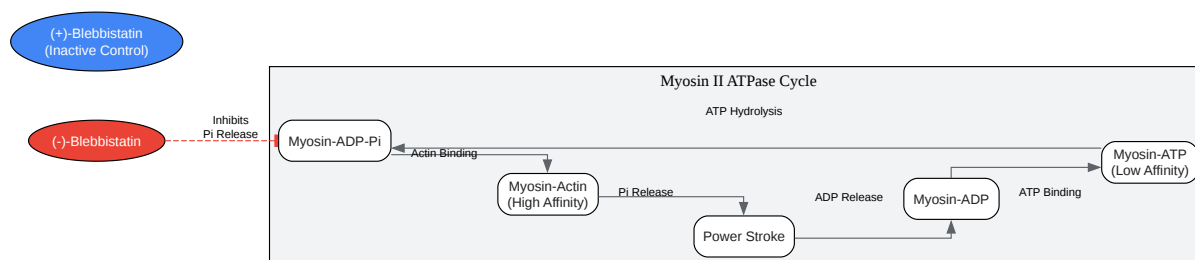 (+)-Blebbistatin
(Inactive Control)
Myosin II ATPase Cycle
ATP Hydrolysis
Inhibits
Pi Release
(-)-Blebbistatin
Myosin-ADP-Pi
Actin Binding
Myosin-ATP
(Low Affinity)
Myosin-Actin
(High Affinity)
Pi Release
ADP Release
Myosin-ADP
ATP Binding
Power Stroke